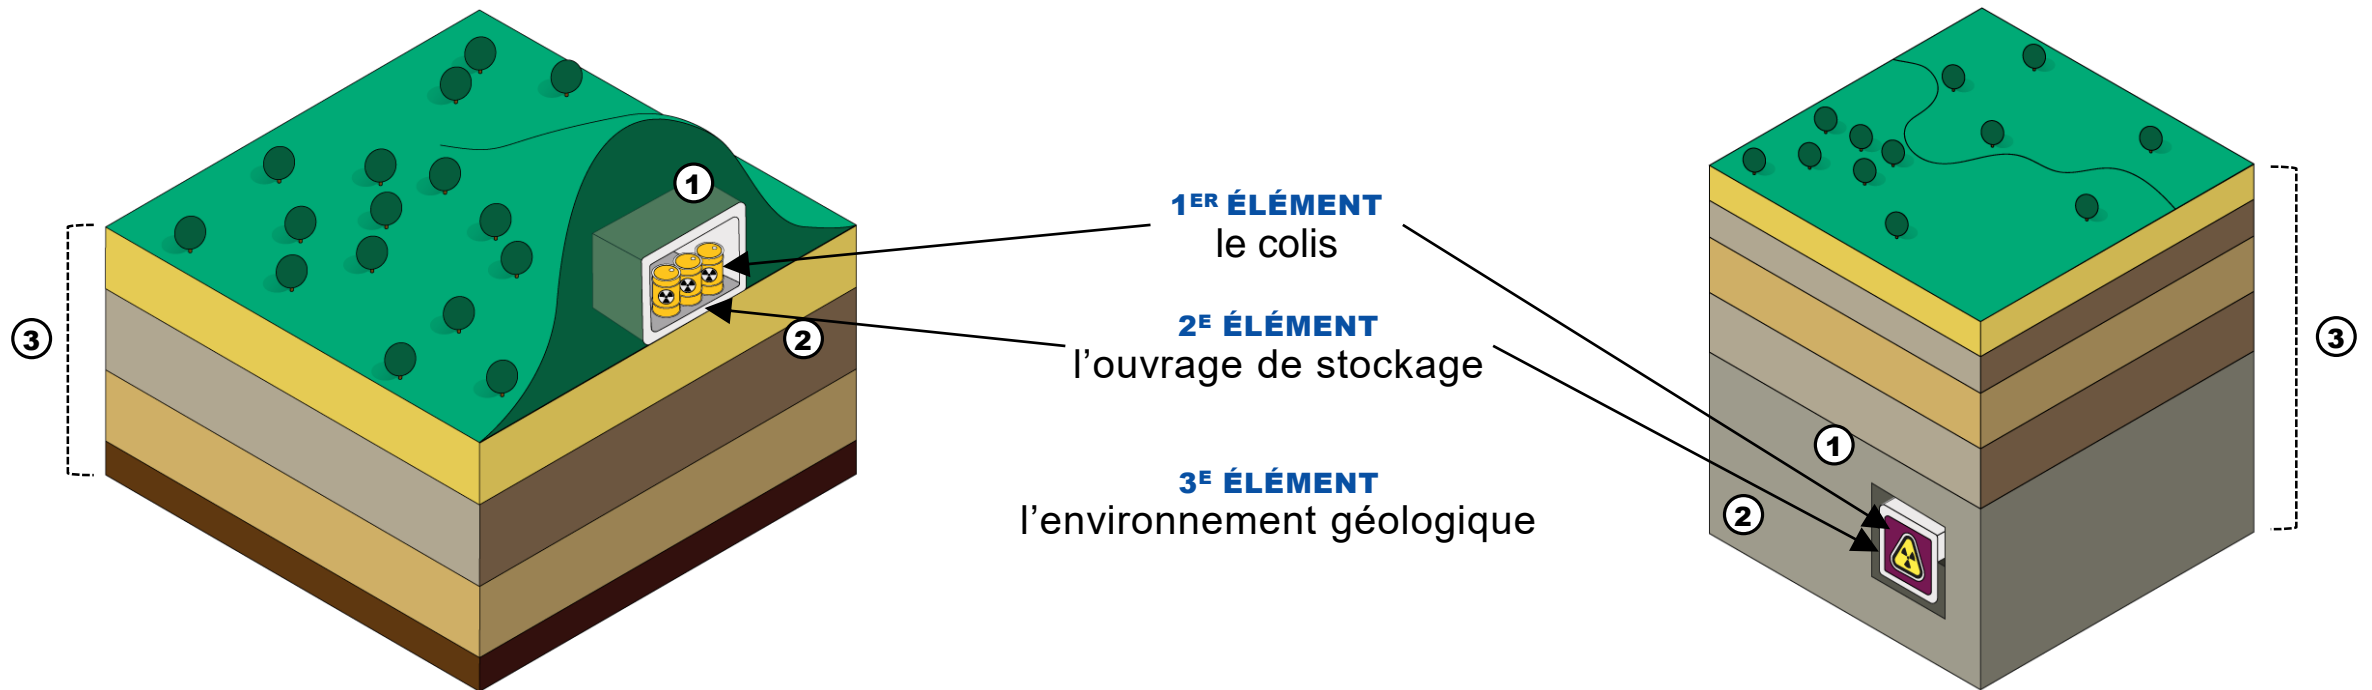 1
1ER ÉLÉMENT
le colis
3
2
2E ÉLÉMENT
l’ouvrage de stockage
3
1
3E ÉLÉMENT
l’environnement géologique
2